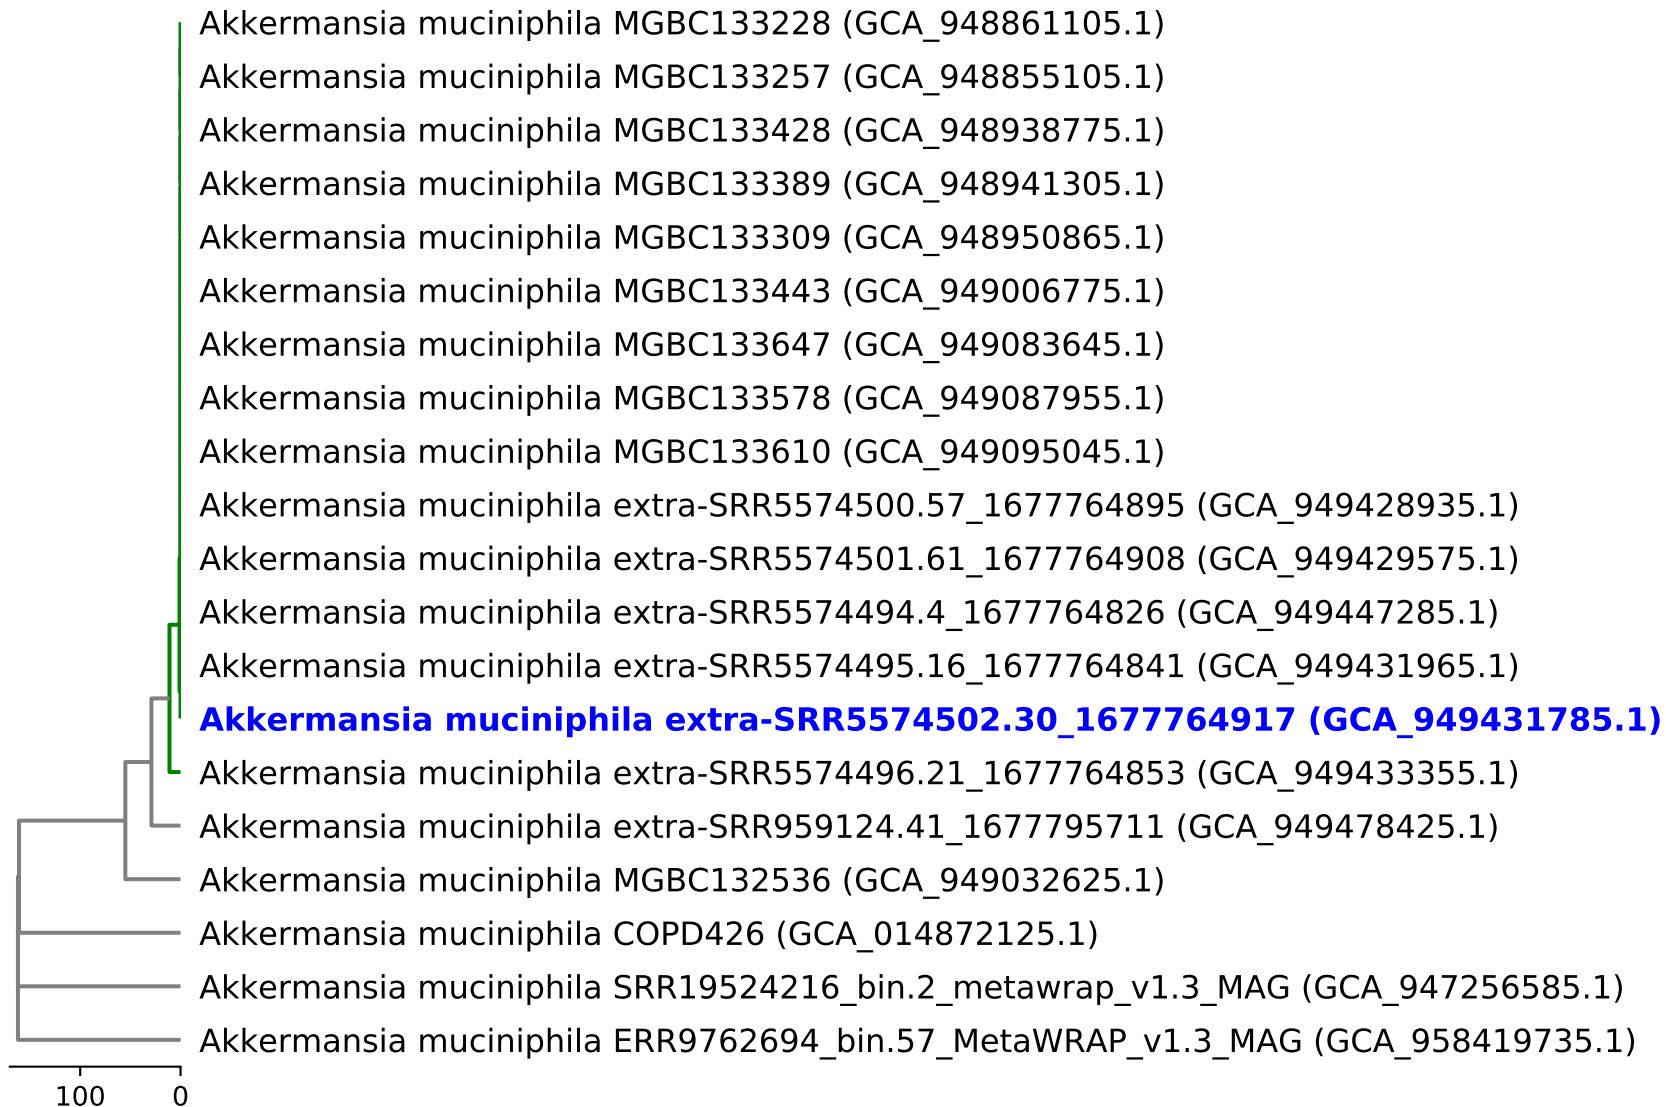 Akkermansia muciniphila MGBC133228 (GCA_948861105.1)
Akkermansia muciniphila MGBC133257 (GCA_948855105.1)
Akkermansia muciniphila MGBC133428 (GCA_948938775.1)
Akkermansia muciniphila MGBC133389 (GCA_948941305.1)
Akkermansia muciniphila MGBC133309 (GCA_948950865.1)
Akkermansia muciniphila MGBC133443 (GCA_949006775.1)
Akkermansia muciniphila MGBC133647 (GCA_949083645.1)
Akkermansia muciniphila MGBC133578 (GCA_949087955.1)
Akkermansia muciniphila MGBC133610 (GCA_949095045.1)
Akkermansia muciniphila extra-SRR5574500.57_1677764895 (GCA_949428935.1)
Akkermansia muciniphila extra-SRR5574501.61_1677764908 (GCA_949429575.1)
Akkermansia muciniphila extra-SRR5574494.4_1677764826 (GCA_949447285.1)
Akkermansia muciniphila extra-SRR5574495.16_1677764841 (GCA_949431965.1)
Akkermansia muciniphila extra-SRR5574502.30_1677764917 (GCA_949431785.1)
Akkermansia muciniphila extra-SRR5574496.21_1677764853 (GCA_949433355.1)
Akkermansia muciniphila extra-SRR959124.41_1677795711 (GCA_949478425.1)
Akkermansia muciniphila MGBC132536 (GCA_949032625.1)
Akkermansia muciniphila COPD426 (GCA_014872125.1)
Akkermansia muciniphila SRR19524216_bin.2_metawrap_v1.3_MAG (GCA_947256585.1)
Akkermansia muciniphila ERR9762694_bin.57_MetaWRAP_v1.3_MAG (GCA_958419735.1)
100 0